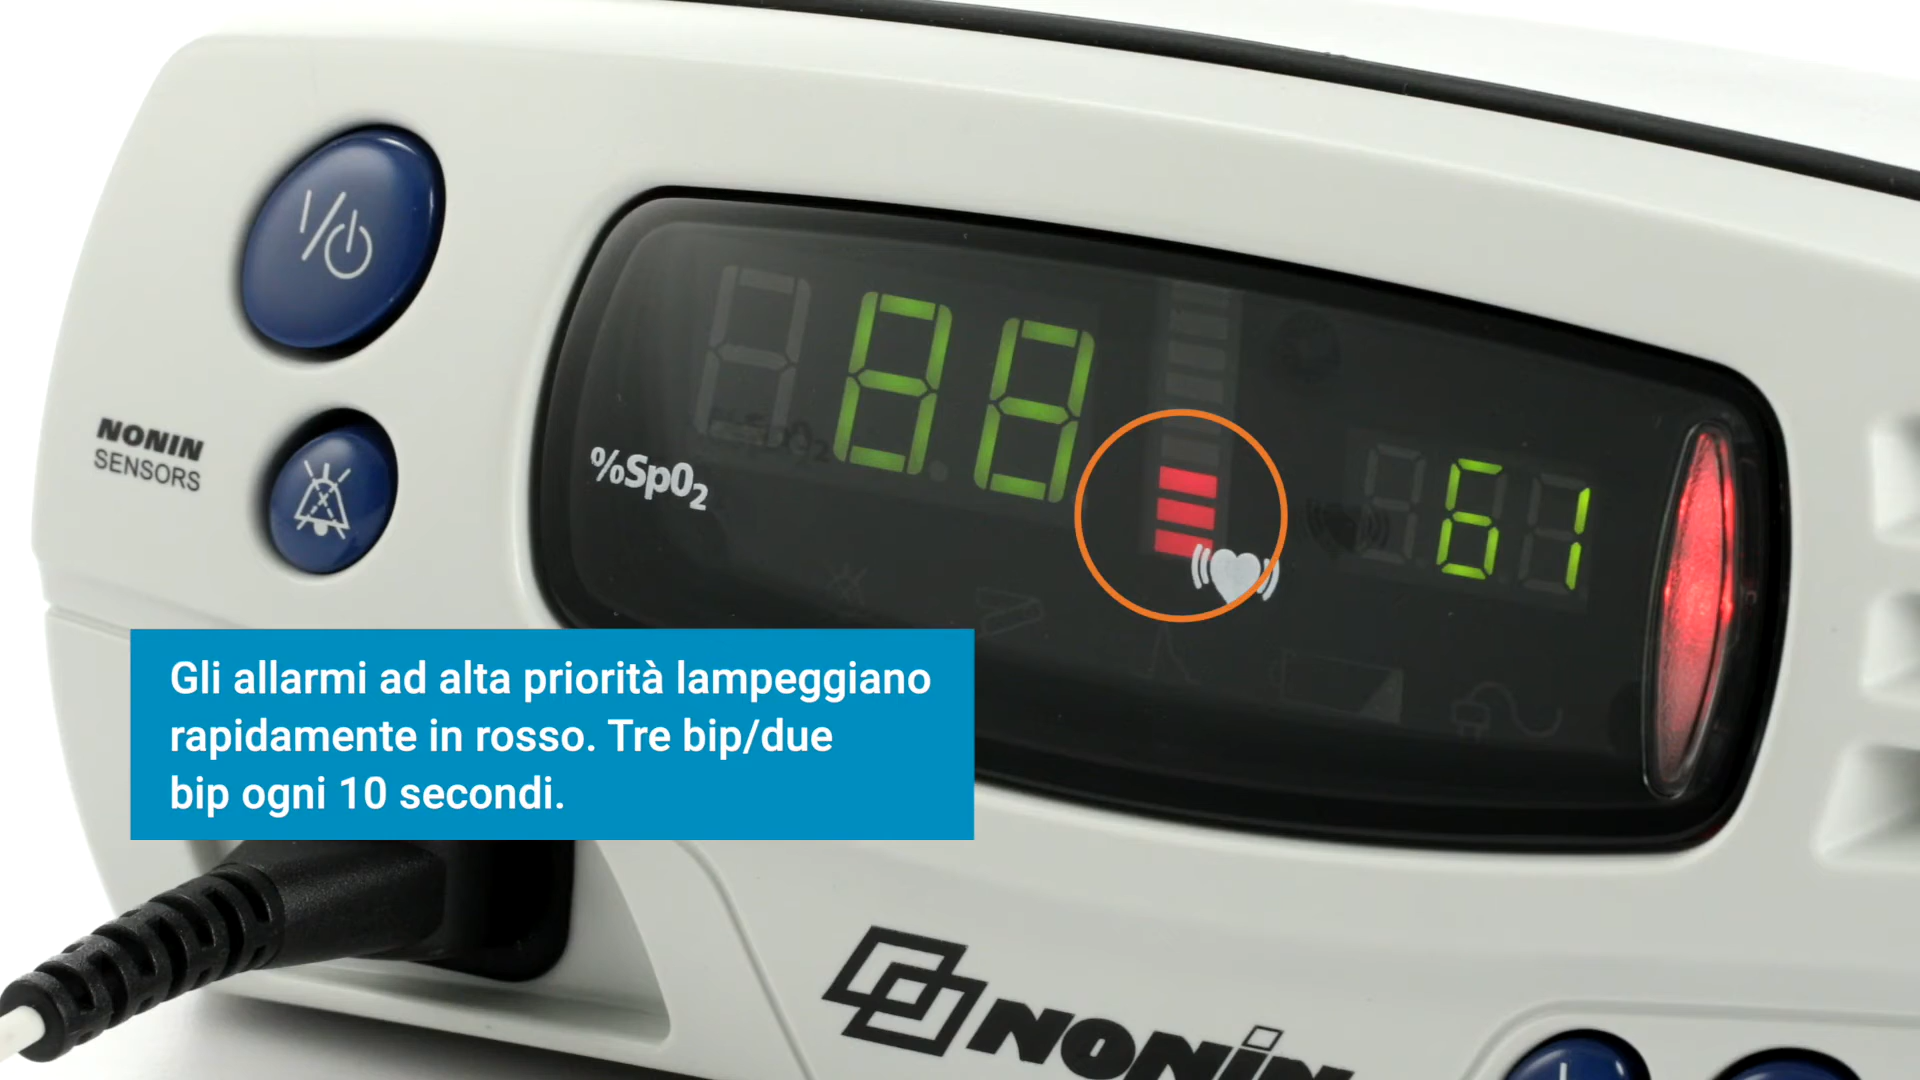 88
61
%SpO₂
NONIN
SENSORS
Gli allarmi ad alta priorità lampeggiano
rapidamente in rosso. Tre bip/due
bip ogni 10 secondi.
NONIN